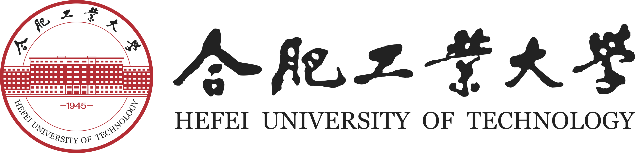 合肥工業大學
-1945-
HEFEI UNIVERSITY OF TECHNOLOGY
合肥工業大學
HEFEI UNIVERSITY OF TECHNOLOGY